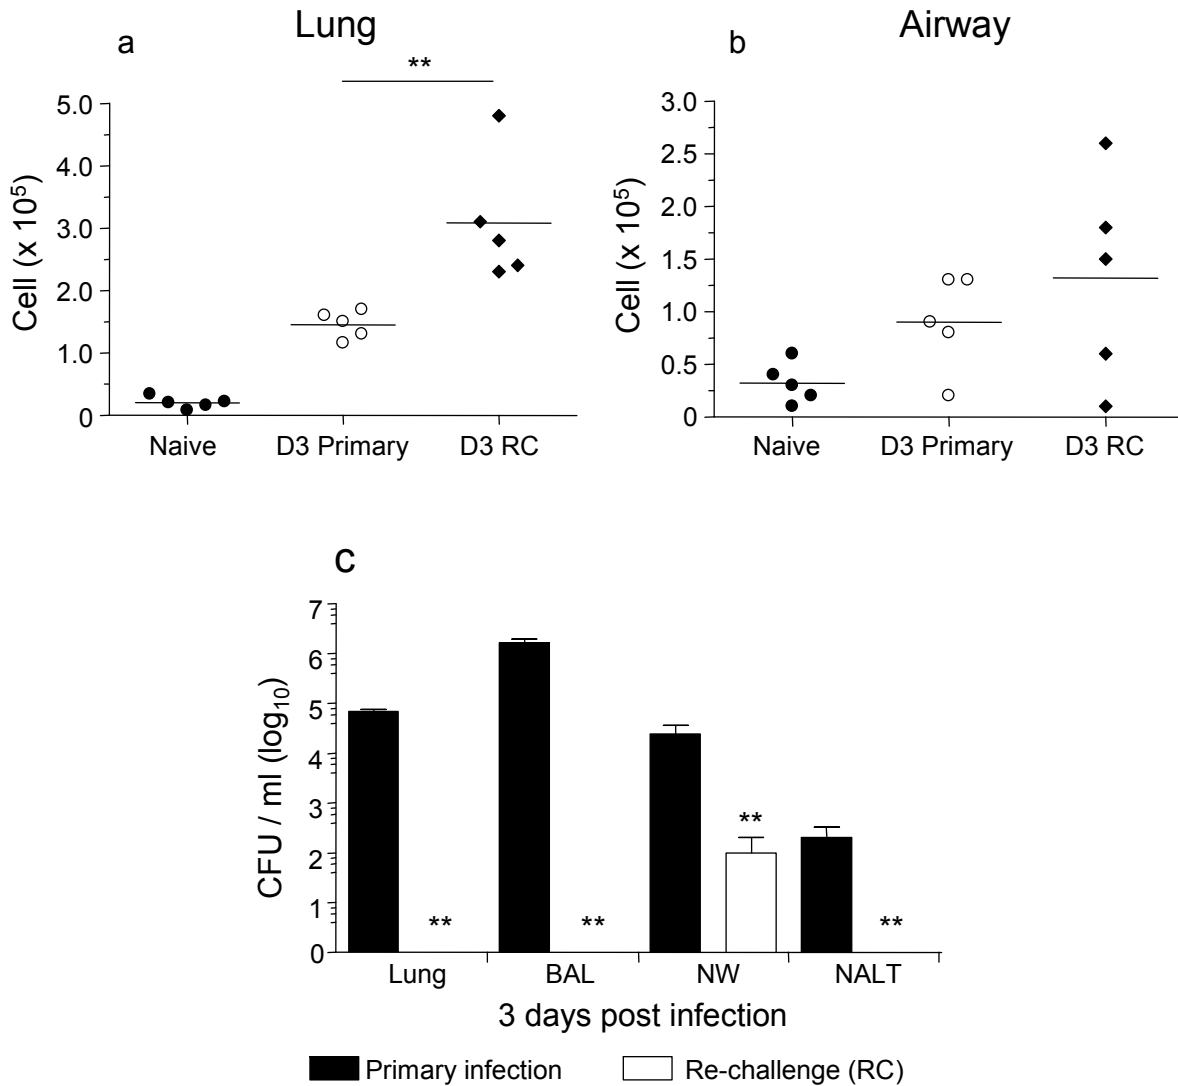 Lung
a
**
5.0
4.0
3.0
2.0
1.0
0
Cell (x 10⁵)
Naive D3 Primary D3 RC
Airway
b
3.0
2.5
2.0
1.5
1.0
0.5
0
Cell (x 10⁵)
Naive D3 Primary D3 RC
c
7
6
5
4
3
2
1
0
CFU / ml (log₁₀)
** ** ** **
Lung BAL NW NALT
3 days post infection
Primary infection Re-challenge (RC)